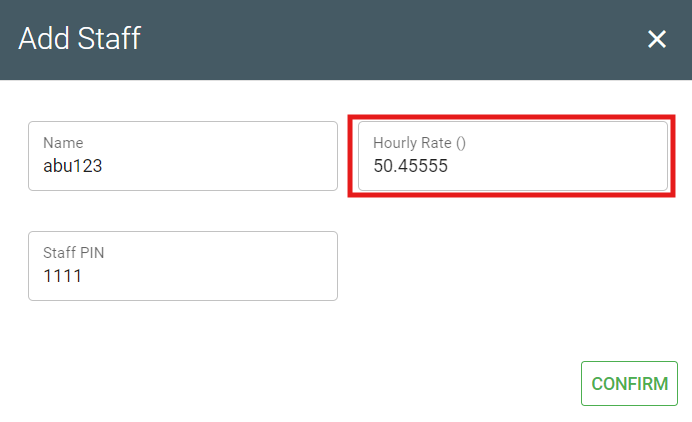 Add Staff
Name
abu123
Hourly Rate ()
50.45555
Staff PIN
1111
CONFIRM